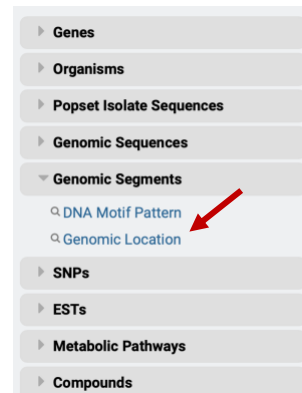 Genes
Organisms
Popset Isolate Sequences
Genomic Sequences
Genomic Segments
DNA Motif Pattern
Genomic Location
SNPs
ESTs
Metabolic Pathways
Compounds